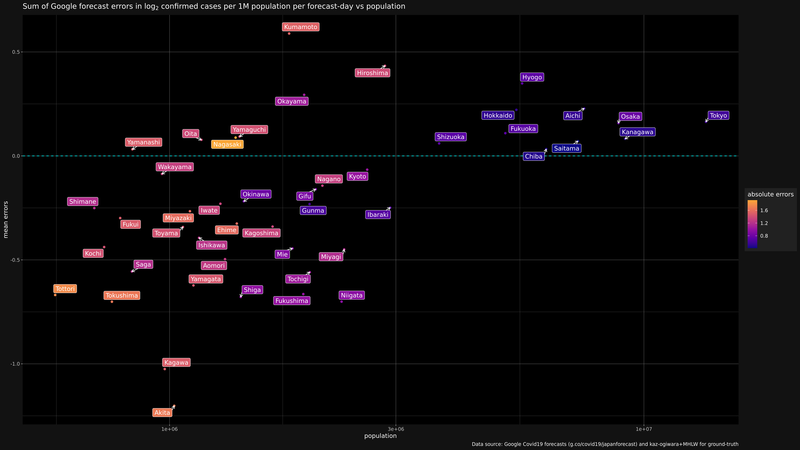 Sum of Google forecast errors in log2 confirmed cases per 1M population per forecast-day vs population
Kumamoto
0.5
Hiroshima
Hyogo
Okayama
Hokkaido
Aichi
Osaka
Tokyo
Fukuoka
Kanagawa
Yamaguchi
Oita
Shizuoka
Yamanashi
Nagasaki
Saitama
0.0
Chiba
Wakayama
Nagano
Kyoto
absolute errors
Okinawa
Gifu
Shimane
1.6
Iwate
Gunma
Ibaraki
1.2
Miyazaki
Fukui
0.8
mean errors
Toyama
Ehime
Kagoshima
Ishikawa
Kochi
Mie
Miyagi
-0.5
Saga
Aomori
Yamagata
Tochigi
Tottori
Shiga
Tokushima
Niigata
Fukushima
Kagawa
-1.0
Akita
1e+06
3e+06
1e+07
population
Data source: Google Covid19 forecasts (g.co/covid19/japanforecast) and kaz-ogiwara+MHLW for ground-truth